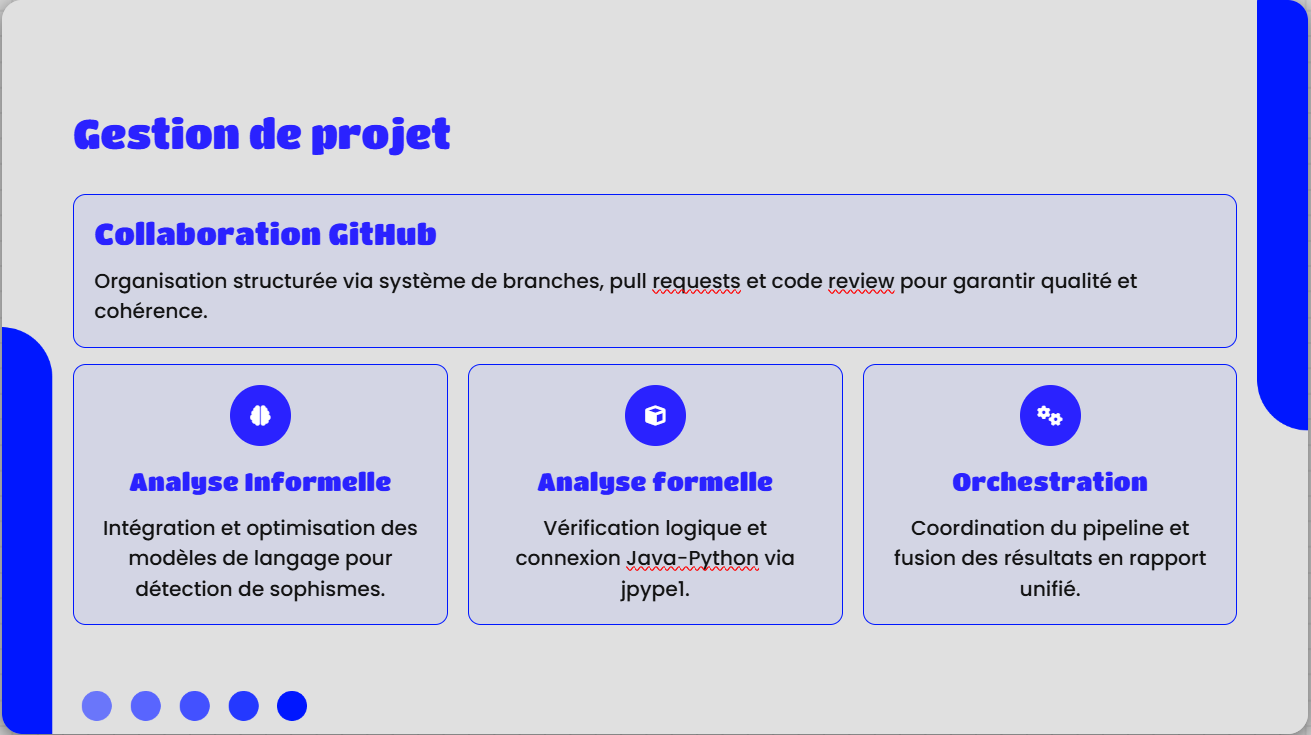 Gestion de projet
Collaboration GitHub
Organisation structurée via système de branches, pull requests et code review pour garantir qualité et
cohérence.
Analyse Informelle
Intégration et optimisation des
modèles de langage pour
détection de sophismes.
Analyse formelle
Vérification logique et
connexion Java-Python via
jpype1.
Orchestration
Coordination du pipeline et
fusion des résultats en rapport
unifié.